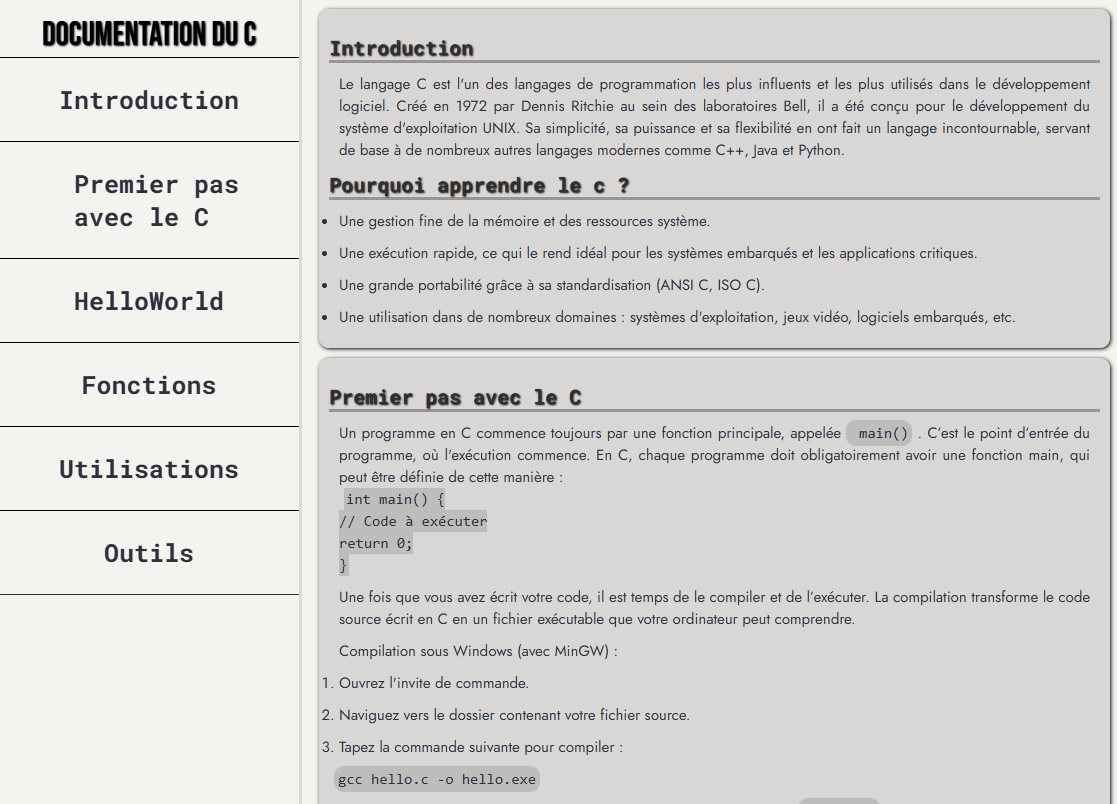 DOCUMENTATION DU C
Introduction
Premier pas
avec le C
HelloWorld
Fonctions
Utilisations
Outils
Introduction
Le langage C est l'un des langages de programmation les plus influents et les plus utilisés dans le développement
logiciel. Créé en 1972 par Dennis Ritchie au sein des laboratoires Bell, il a été conçu pour le développement du
système d'exploitation UNIX. Sa simplicité, sa puissance et sa flexibilité en ont fait un langage incontournable, servant
de base à de nombreux autres langages modernes comme C++, Java et Python.
Pourquoi apprendre le c ?
• Une gestion fine de la mémoire et des ressources système.
• Une exécution rapide, ce qui le rend idéal pour les systèmes embarqués et les applications critiques.
• Une grande portabilité grâce à sa standardisation (ANSI C, ISO C).
• Une utilisation dans de nombreux domaines : systèmes d'exploitation, jeux vidéo, logiciels embarqués, etc.
Premier pas avec le C
Un programme en C commence toujours par une fonction principale, appelée main() . C'est le point d'entrée du
programme, où l'exécution commence. En C, chaque programme doit obligatoirement avoir une fonction main, qui
peut être définie de cette manière :
int main() {
// Code à exécuter
return 0;
}
Une fois que vous avez écrit votre code, il est temps de le compiler et de l'exécuter. La compilation transforme le code
source écrit en C en un fichier exécutable que votre ordinateur peut comprendre.
Compilation sous Windows (avec MinGW) :
1. Ouvrez l'invite de commande.
2. Naviguez vers le dossier contenant votre fichier source.
3. Tapez la commande suivante pour compiler :
gcc hello.c -o hello.exe